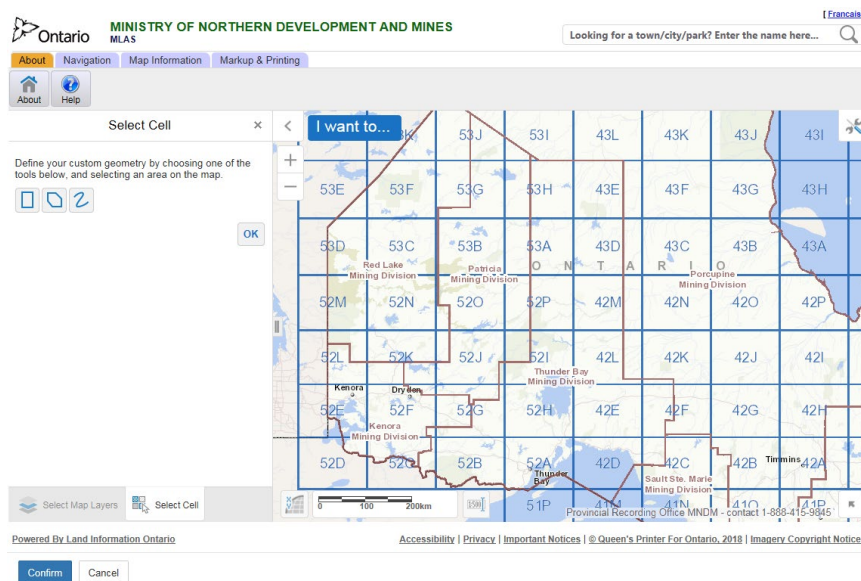 [ Francais
Ontario
MINISTRY OF NORTHERN DEVELOPMENT AND MINES
MLAS
Looking for a town/city/park? Enter the name here...
About Navigation Map Information Markup & Printing
About Help
Select Cell ×
I want to...
Define your custom geometry by choosing one of the
tools below, and selecting an area on the map.
OK
53J 53I 43L 43K 43J 43I
53E 53F 53G 53H 43E 43F 43G 43H
53D 53C 53B 53A 43D 43C 43B 43A
ONTARIO
Red Lake
Mining Division
Patricia
Mining Division
Porcupine
Mining Division
52M 52N 52O 52P 42M 42N 42O 42P
52L 52K 52J 52I 42L 42K 42J 42I
Thunder Bay
Mining Division
Kenora
Dryden
52E 52F 52G 52H 42E 42F 42G 42H
Kenora
Mining Division
52D 52C 52B 52A 42D 42C 42B Timmins 42A
Thunder
Bay
Sault Ste. Marie
Mining Division
Select Map Layers Select Cell
0 100 200km
51P 41M 41N 41O 41P
Provincial Recording Office MNDM - contact 1-888-415-9845
Powered By Land Information Ontario
Accessibility | Privacy | Important Notices | © Queen's Printer For Ontario, 2018 | Imagery Copyright Notice
Confirm Cancel